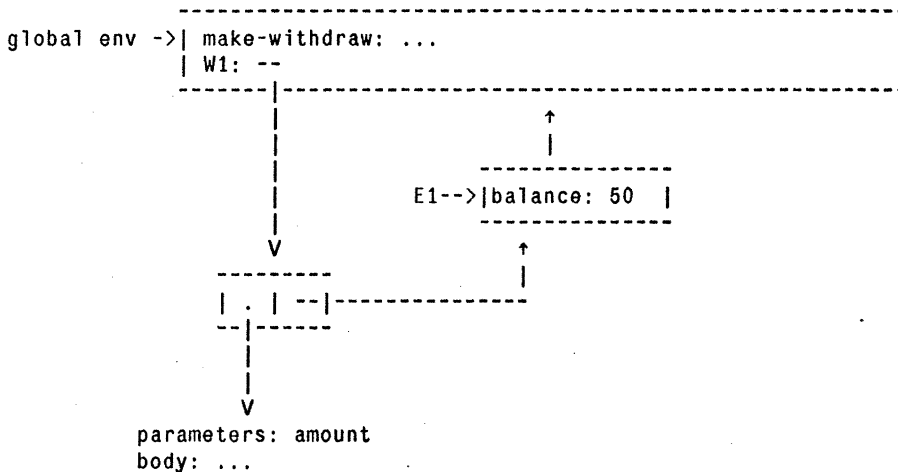 global env ->| make-withdraw: ...
| W1: --
E1-->|balance: 50 |
| . | --|
parameters: amount
body: ...